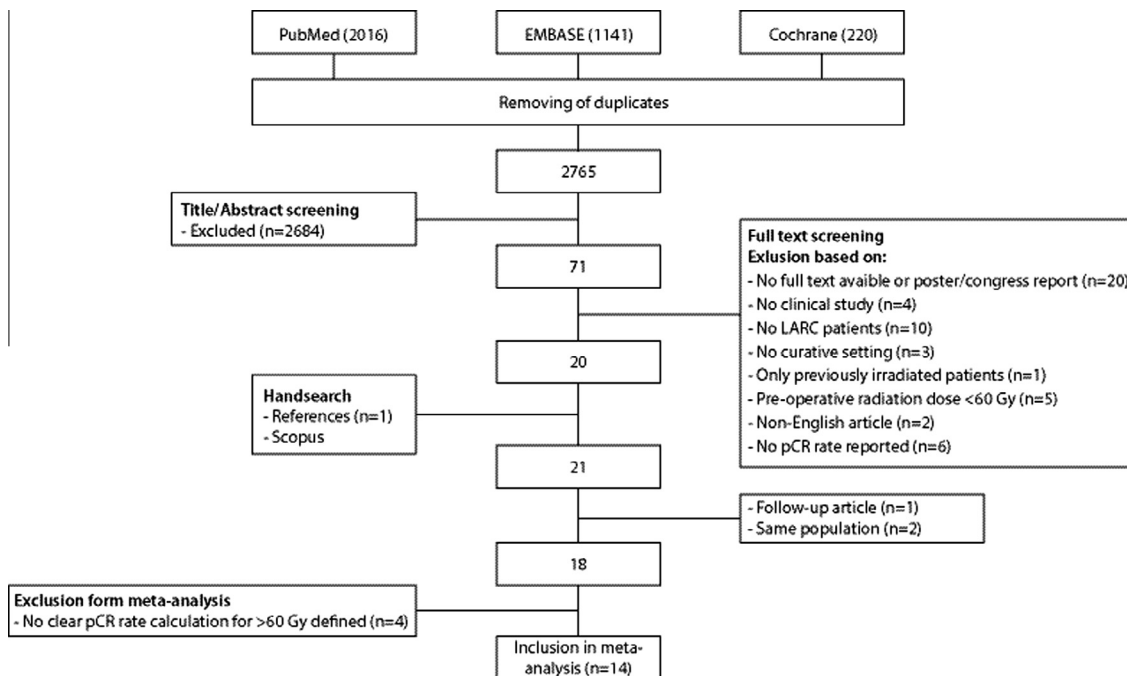 PubMed (2016)
EMBASE (1141)
Cochrane (220)
Removing of duplicates
2765
Title/Abstract screening
- Excluded (n=2684)
71
Full text screening
Exlusion based on:
- No full text avaible or poster/congress report (n=20)
- No clinical study (n=4)
- No LARC patients (n=10)
- No curative setting (n=3)
- Only previously irradiated patients (n=1)
- Pre-operative radiation dose <60 Gy (n=5)
- Non-English article (n=2)
- No pCR rate reported (n=6)
20
Handsearch
- References (n=1)
- Scopus
21
- Follow-up article (n=1)
- Same population (n=2)
18
Exclusion form meta-analysis
- No clear pCR rate calculation for >60 Gy defined (n=4)
Inclusion in meta-
analysis (n=14)